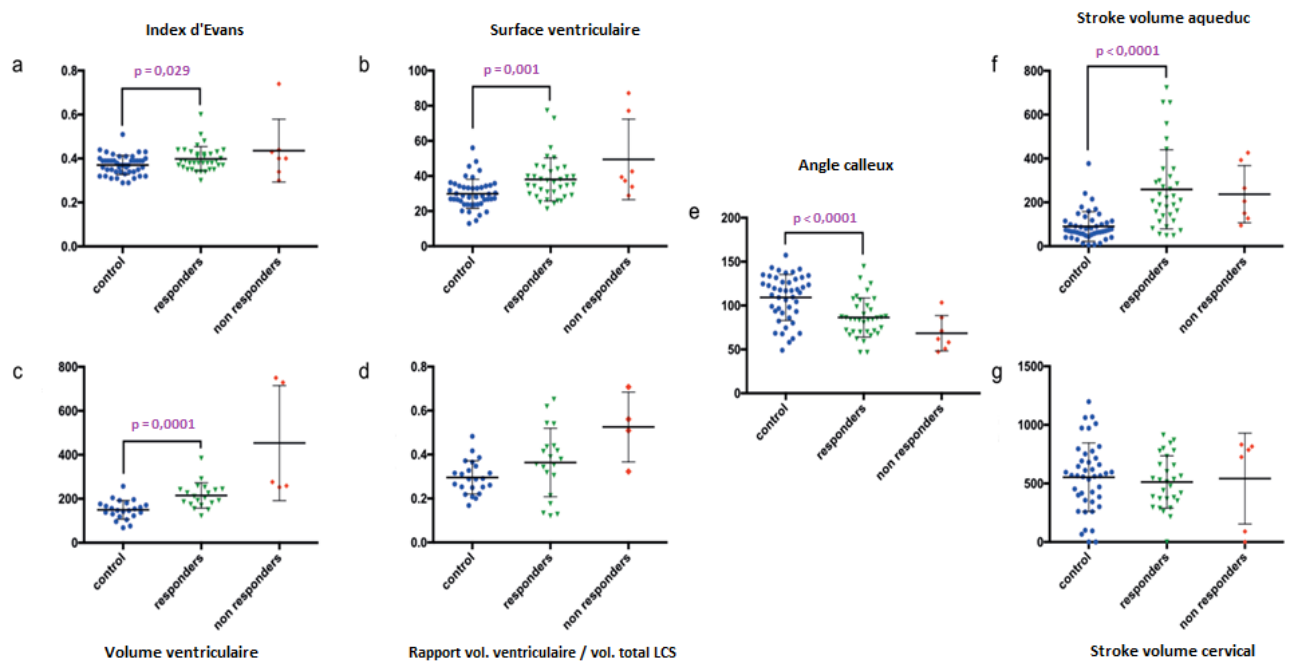 Index d'Evans
a
p = 0,029
0.8
0.6
0.4
0.2
0.0
control
responders
non responders
Surface ventriculaire
b
p = 0,001
100
80
60
40
20
0
control
responders
non responders
c
p = 0,0001
800
600
400
200
0
control
responders
non responders
Volume ventriculaire
d
0.8
0.6
0.4
0.2
0.0
control
responders
non responders
Rapport vol. ventriculaire / vol. total LCS
Angle calleux
e
p < 0,0001
200
150
100
50
0
control
responders
non responders
Stroke volume aqueduc
f
p < 0,0001
800
600
400
200
0
control
responders
non responders
g
1500
1000
500
0
control
responders
non responders
Stroke volume cervical